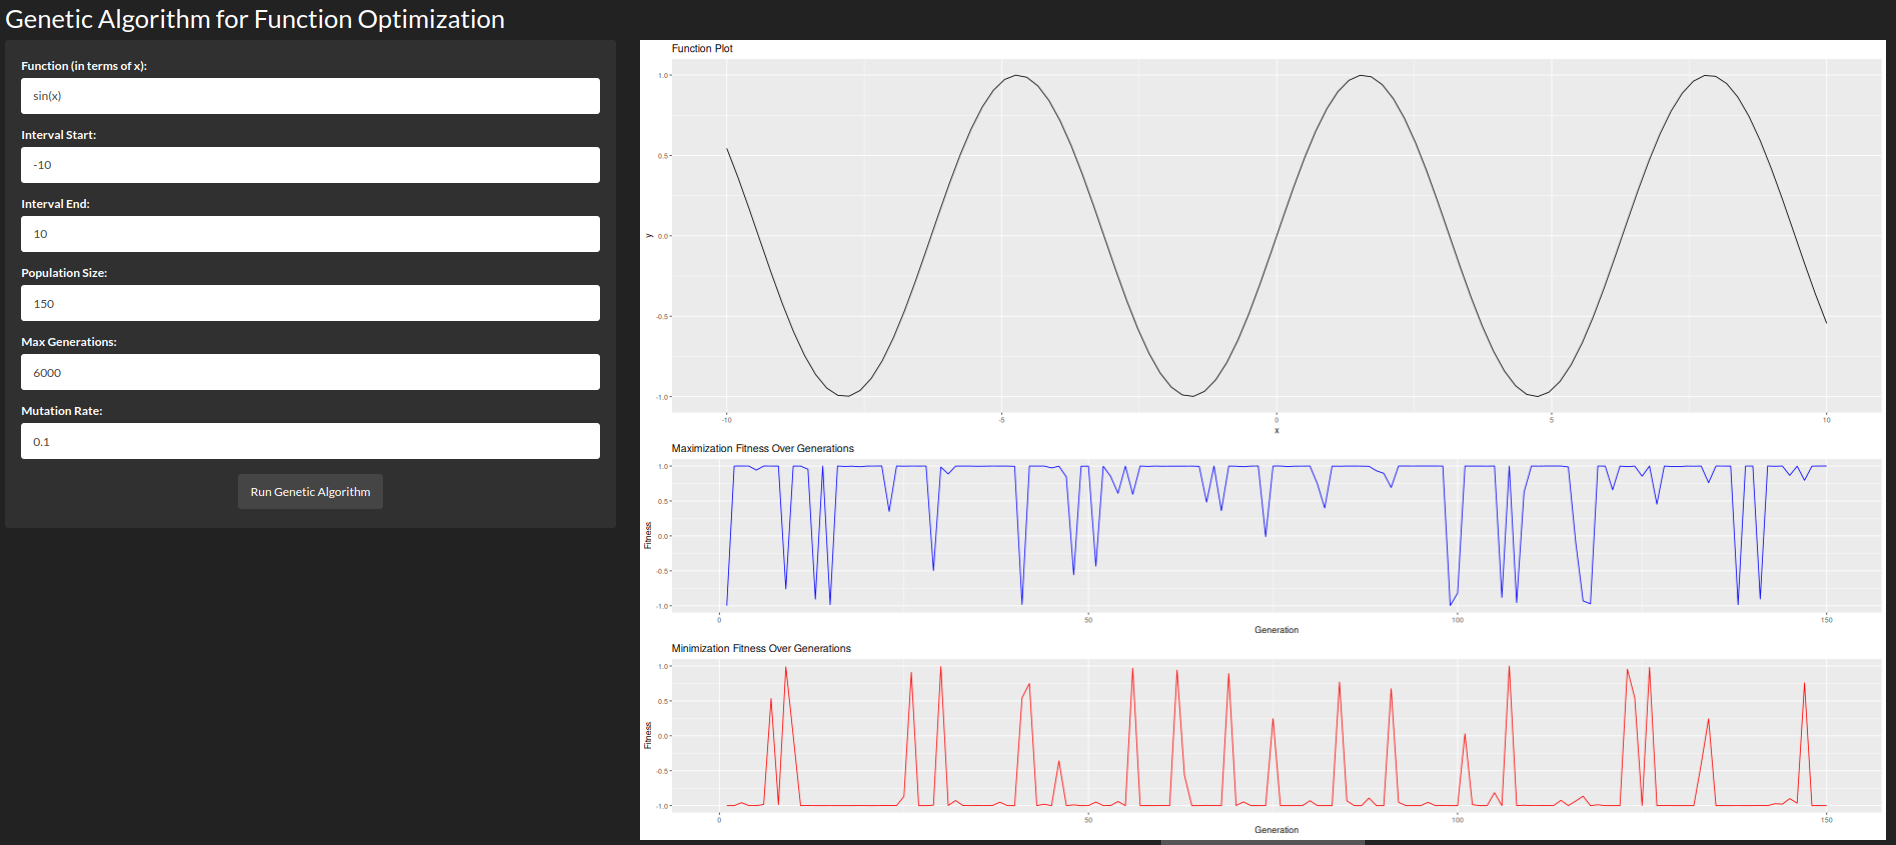 Genetic Algorithm for Function Optimization
Function (in terms of x):
sin(x)
Interval Start:
-10
Interval End:
10
Population Size:
150
Max Generations:
6000
Mutation Rate:
0.1
Run Genetic Algorithm
Function Plot
1.0
0.5
y
0.0
-0.5
-1.0
-10 -5 0 5 10
x
Maximization Fitness Over Generations
1.0
0.5
Fitness
0.0
-0.5
-1.0
0 50 100 150
Generation
Minimization Fitness Over Generations
1.0
0.5
Fitness
0.0
-0.5
-1.0
0 50 100 150
Generation